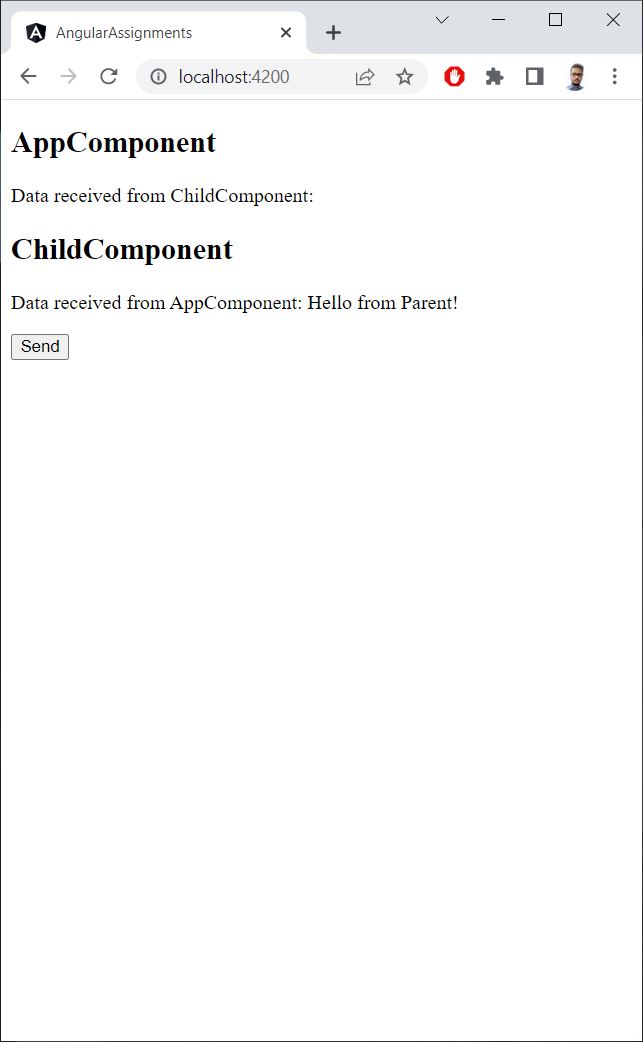 AngularAssignments
localhost:4200
AppComponent
Data received from ChildComponent:
ChildComponent
Data received from AppComponent: Hello from Parent!
Send